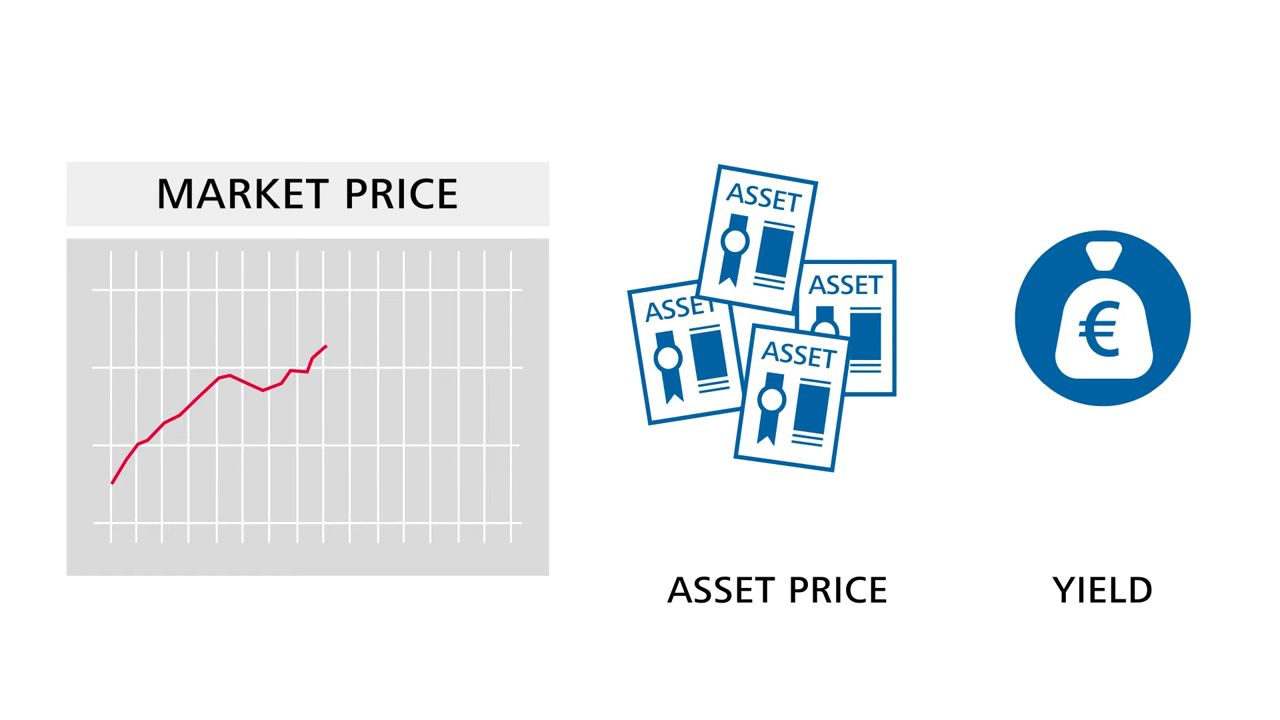 MARKET PRICE
ASSET
ASSET
ASSET
ASSET
€
ASSET PRICE
YIELD